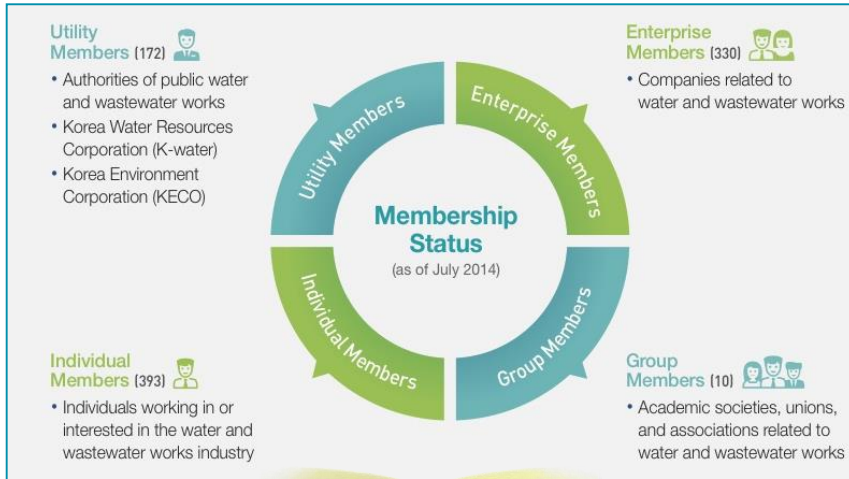 Utility
Members (172)
• Authorities of public water
and wastewater works
• Korea Water Resources
Corporation (K-water)
• Korea Environment
Corporation (KECO)
Enterprise
Members (330)
• Companies related to
water and wastewater works
Utility Members
Enterprise Members
Membership
Status
(as of July 2014)
Individual Members
Group Members
Individual
Members (393)
• Individuals working in or
interested in the water and
wastewater works industry
Group
Members (10)
• Academic societies, unions,
and associations related to
water and wastewater works